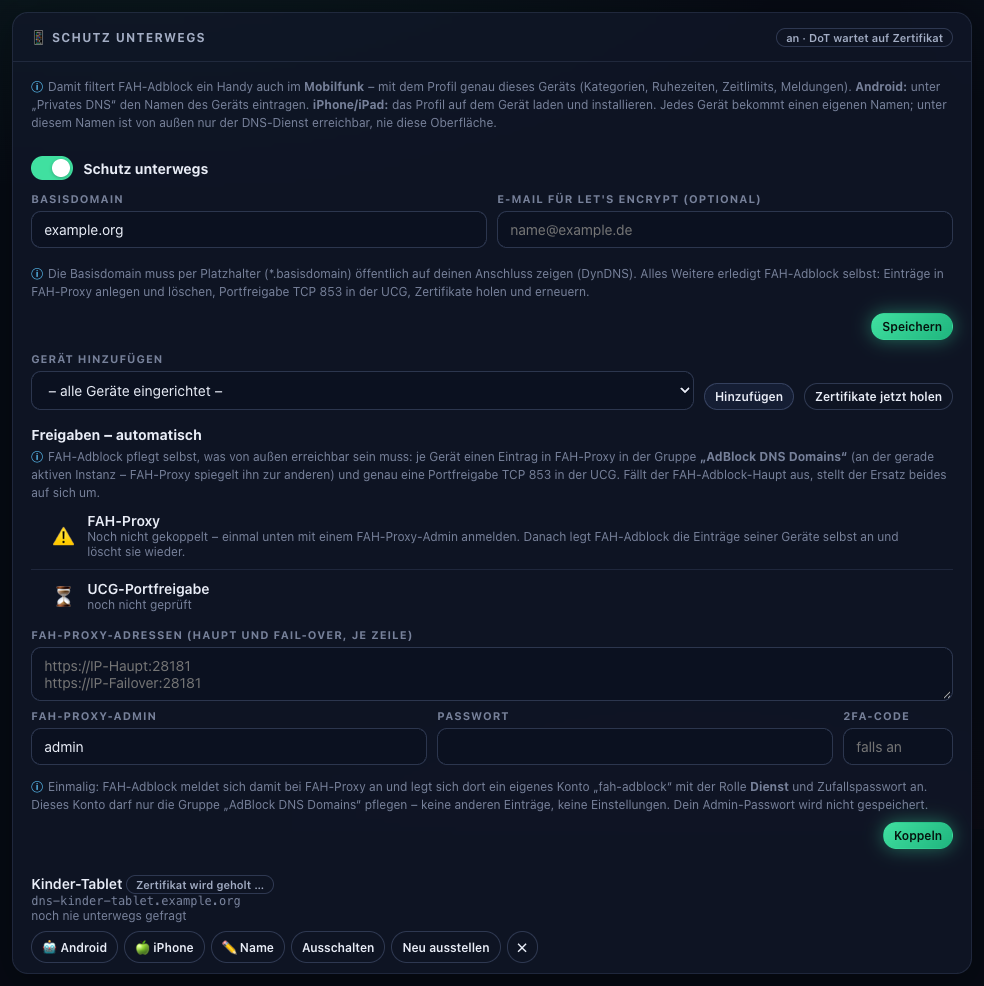 SCHUTZ UNTERWEGS
an · DoT wartet auf Zertifikat
ⓘ Damit filtert FAH-Adblock ein Handy auch im Mobilfunk – mit dem Profil genau dieses Geräts (Kategorien, Ruhezeiten, Zeitlimits, Meldungen). Android: unter
„Privates DNS“ den Namen des Geräts eintragen. iPhone/iPad: das Profil auf dem Gerät laden und installieren. Jedes Gerät bekommt einen eigenen Namen; unter
diesem Namen ist von außen nur der DNS-Dienst erreichbar, nie diese Oberfläche.
Schutz unterwegs
BASISDOMAIN
E-MAIL FÜR LET'S ENCRYPT (OPTIONAL)
example.org
name@example.de
ⓘ Die Basisdomain muss per Platzhalter (*.basisdomain) öffentlich auf deinen Anschluss zeigen (DynDNS). Alles Weitere erledigt FAH-Adblock selbst: Einträge in
FAH-Proxy anlegen und löschen, Portfreigabe TCP 853 in der UCG, Zertifikate holen und erneuern.
Speichern
GERÄT HINZUFÜGEN
– alle Geräte eingerichtet –
Hinzufügen
Zertifikate jetzt holen
Freigaben – automatisch
ⓘ FAH-Adblock pflegt selbst, was von außen erreichbar sein muss: je Gerät einen Eintrag in FAH-Proxy in der Gruppe „AdBlock DNS Domains“ (an der gerade
aktiven Instanz – FAH-Proxy spiegelt ihn zur anderen) und genau eine Portfreigabe TCP 853 in der UCG. Fällt der FAH-Adblock-Haupt aus, stellt der Ersatz beides
auf sich um.
FAH-Proxy
Noch nicht gekoppelt – einmal unten mit einem FAH-Proxy-Admin anmelden. Danach legt FAH-Adblock die Einträge seiner Geräte selbst an und
löscht sie wieder.
UCG-Portfreigabe
noch nicht geprüft
FAH-PROXY-ADRESSEN (HAUPT UND FAIL-OVER, JE ZEILE)
https://IP-Haupt:28181
https://IP-Failover:28181
FAH-PROXY-ADMIN
PASSWORT
2FA-CODE
admin
falls an
ⓘ Einmalig: FAH-Adblock meldet sich damit bei FAH-Proxy an und legt sich dort ein eigenes Konto „fah-adblock“ mit der Rolle Dienst und Zufallspasswort an.
Dieses Konto darf nur die Gruppe „AdBlock DNS Domains“ pflegen – keine anderen Einträge, keine Einstellungen. Dein Admin-Passwort wird nicht gespeichert.
Koppeln
Kinder-Tablet
Zertifikat wird geholt …
dns-kinder-tablet.example.org
noch nie unterwegs gefragt
Android
iPhone
Name
Ausschalten
Neu ausstellen
✕